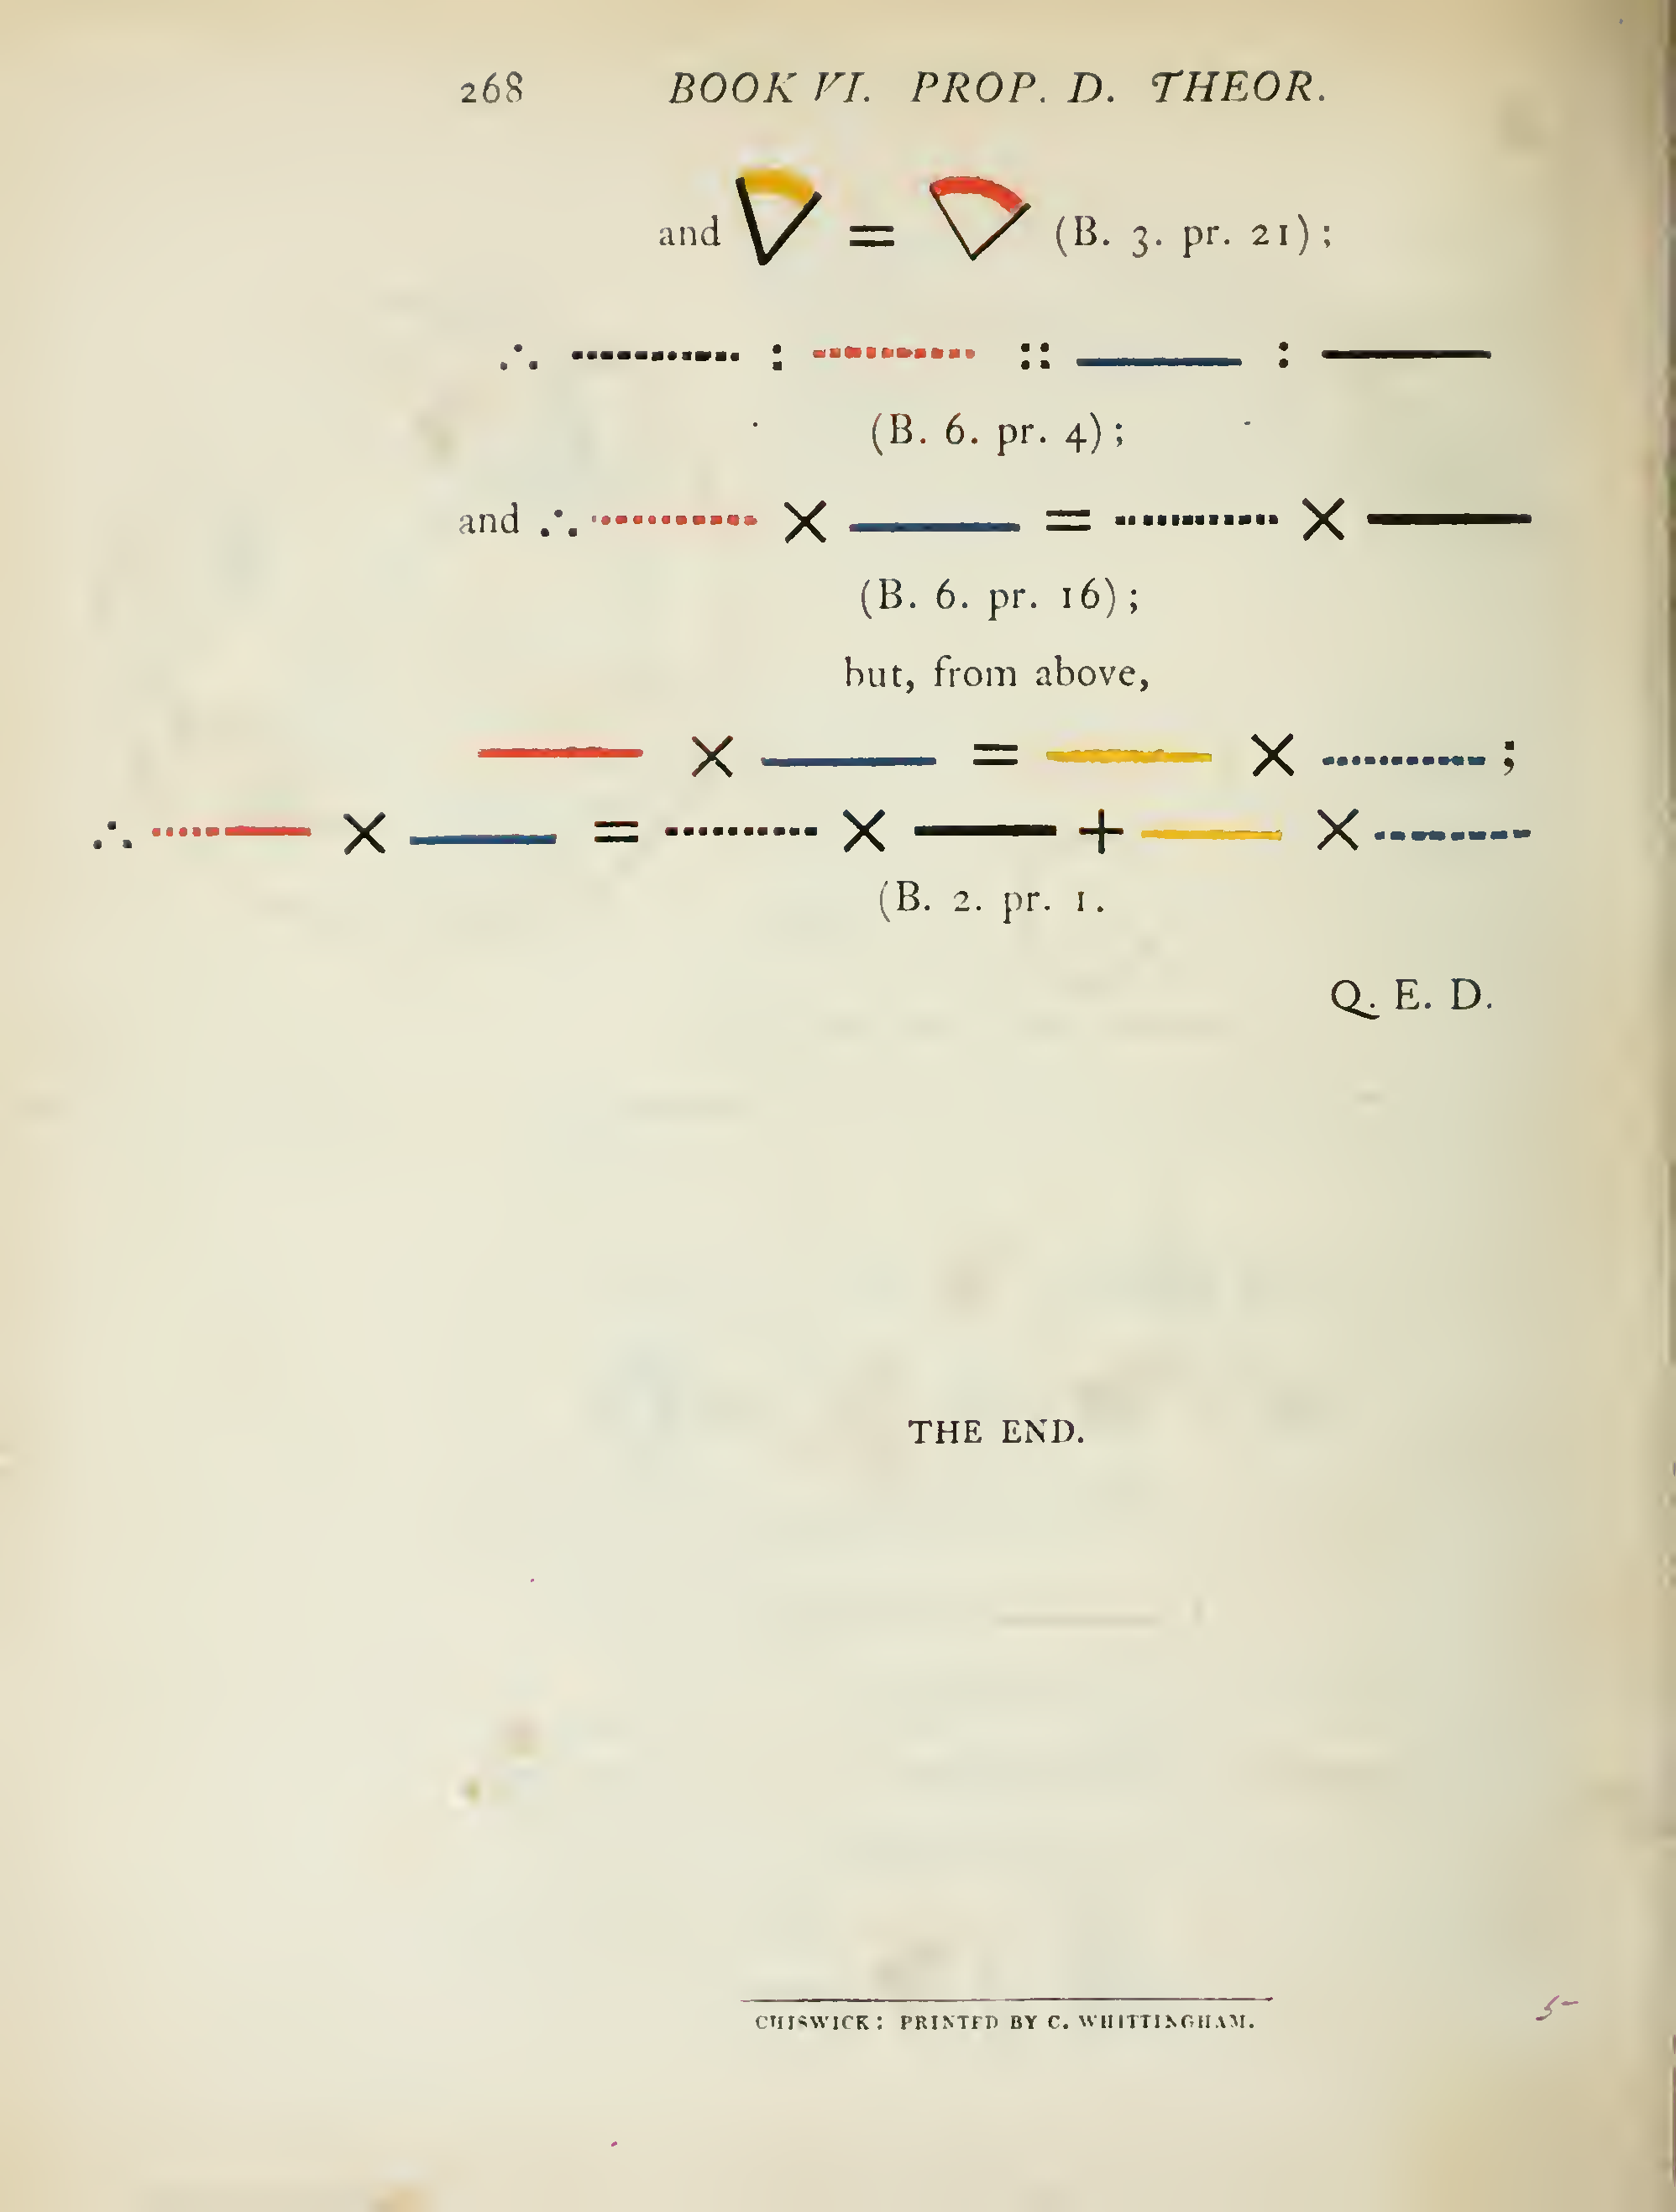 268 BOOK VI. PROP. D. THEOR.
and = (B. 3. pr. 21) ;
∴ : :: :
(B. 6. pr. 4) ;
and ∴ × = ×
(B. 6. pr. 16) ;
but, from above,
× = × ;
∴ × = × + ×
(B. 2. pr. 1.
Q. E. D.
THE END.
CHISWICK: PRINTED BY C. WHITTINGHAM.